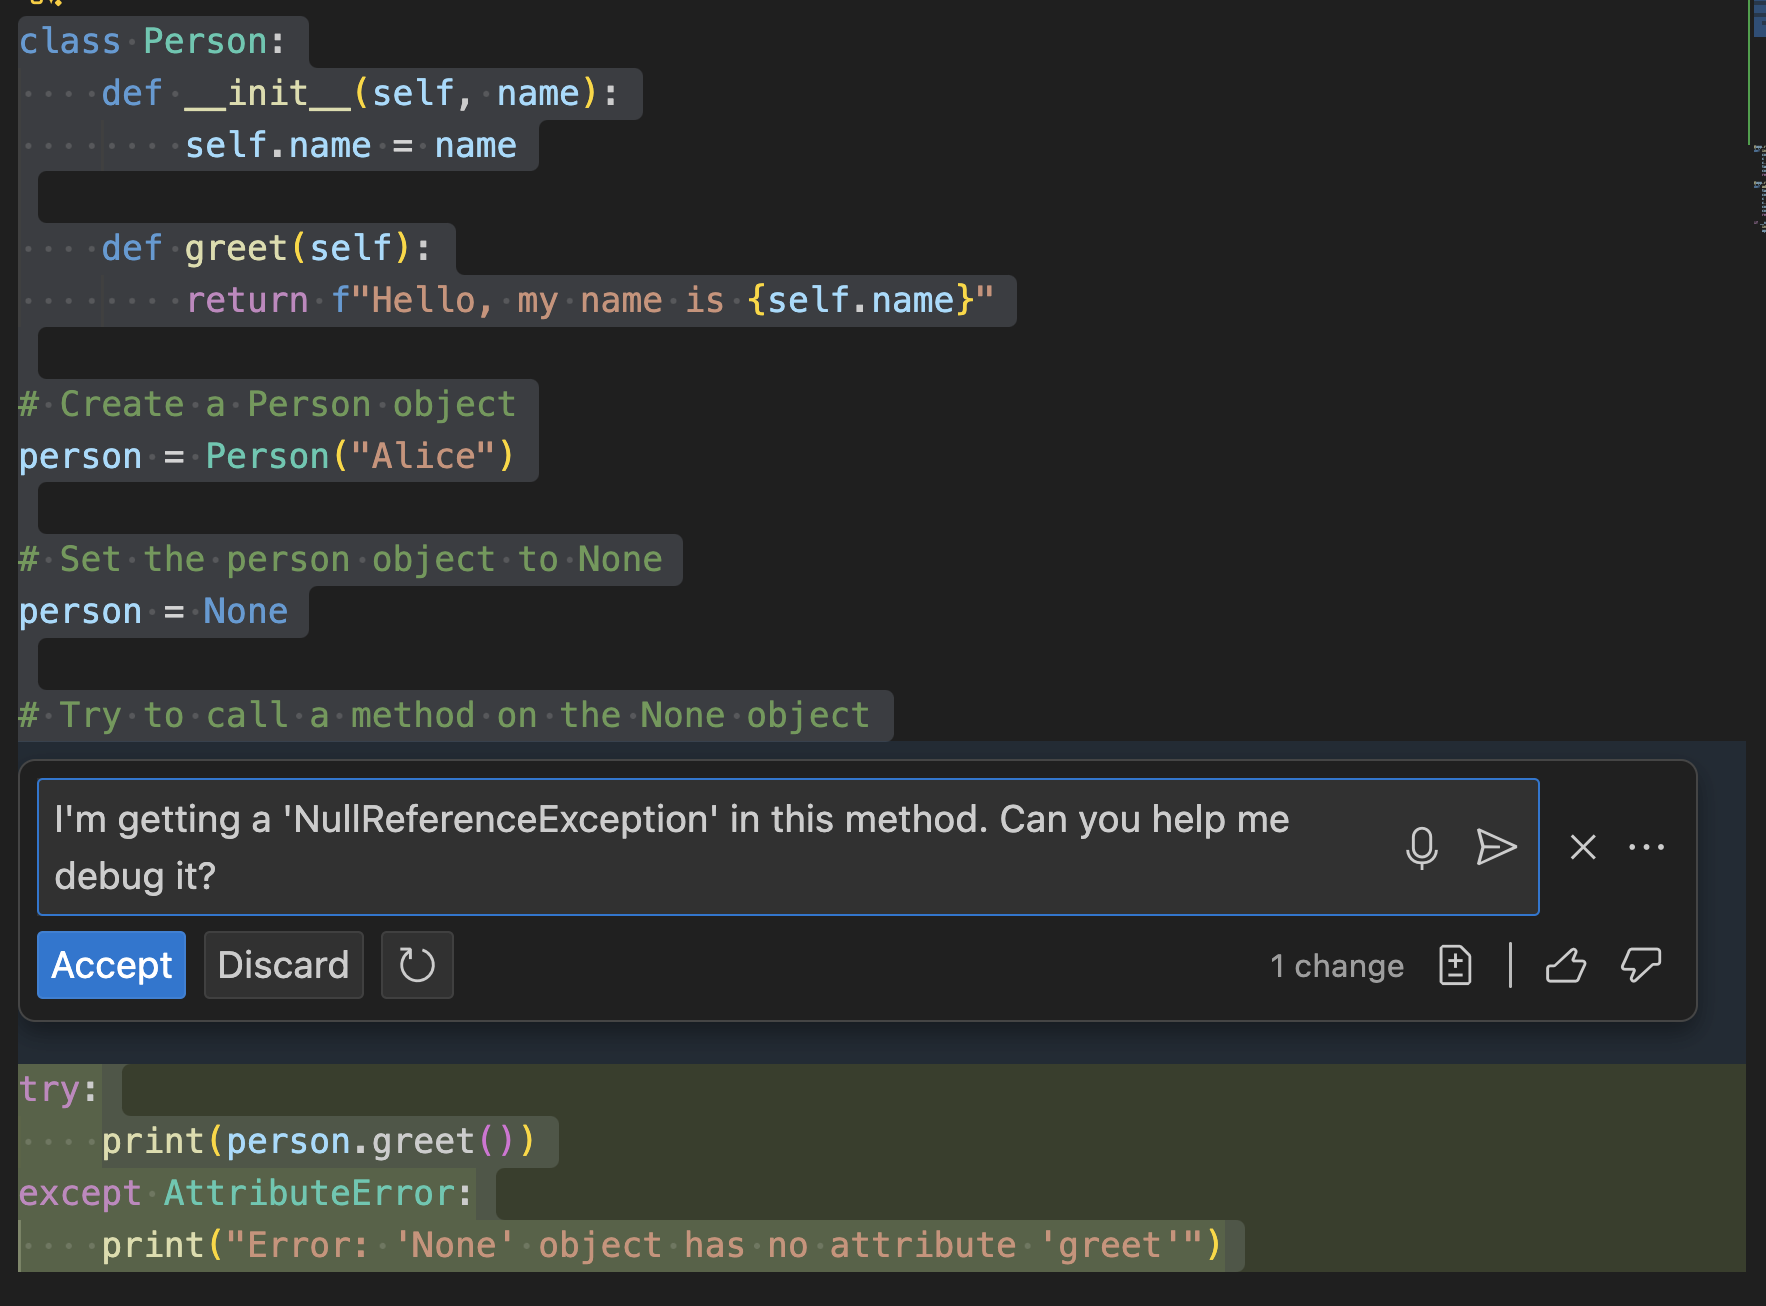 class Person:
    def __init__(self, name):
        self.name = name
    def greet(self):
        return f"Hello, my name is {self.name}"
# Create a Person object
person = Person("Alice")
# Set the person object to None
person = None
# Try to call a method on the None object
I'm getting a 'NullReferenceException' in this method. Can you help me
debug it?
Accept Discard 1 change
try:
    print(person.greet())
except AttributeError:
    print("Error: 'None' object has no attribute 'greet'")